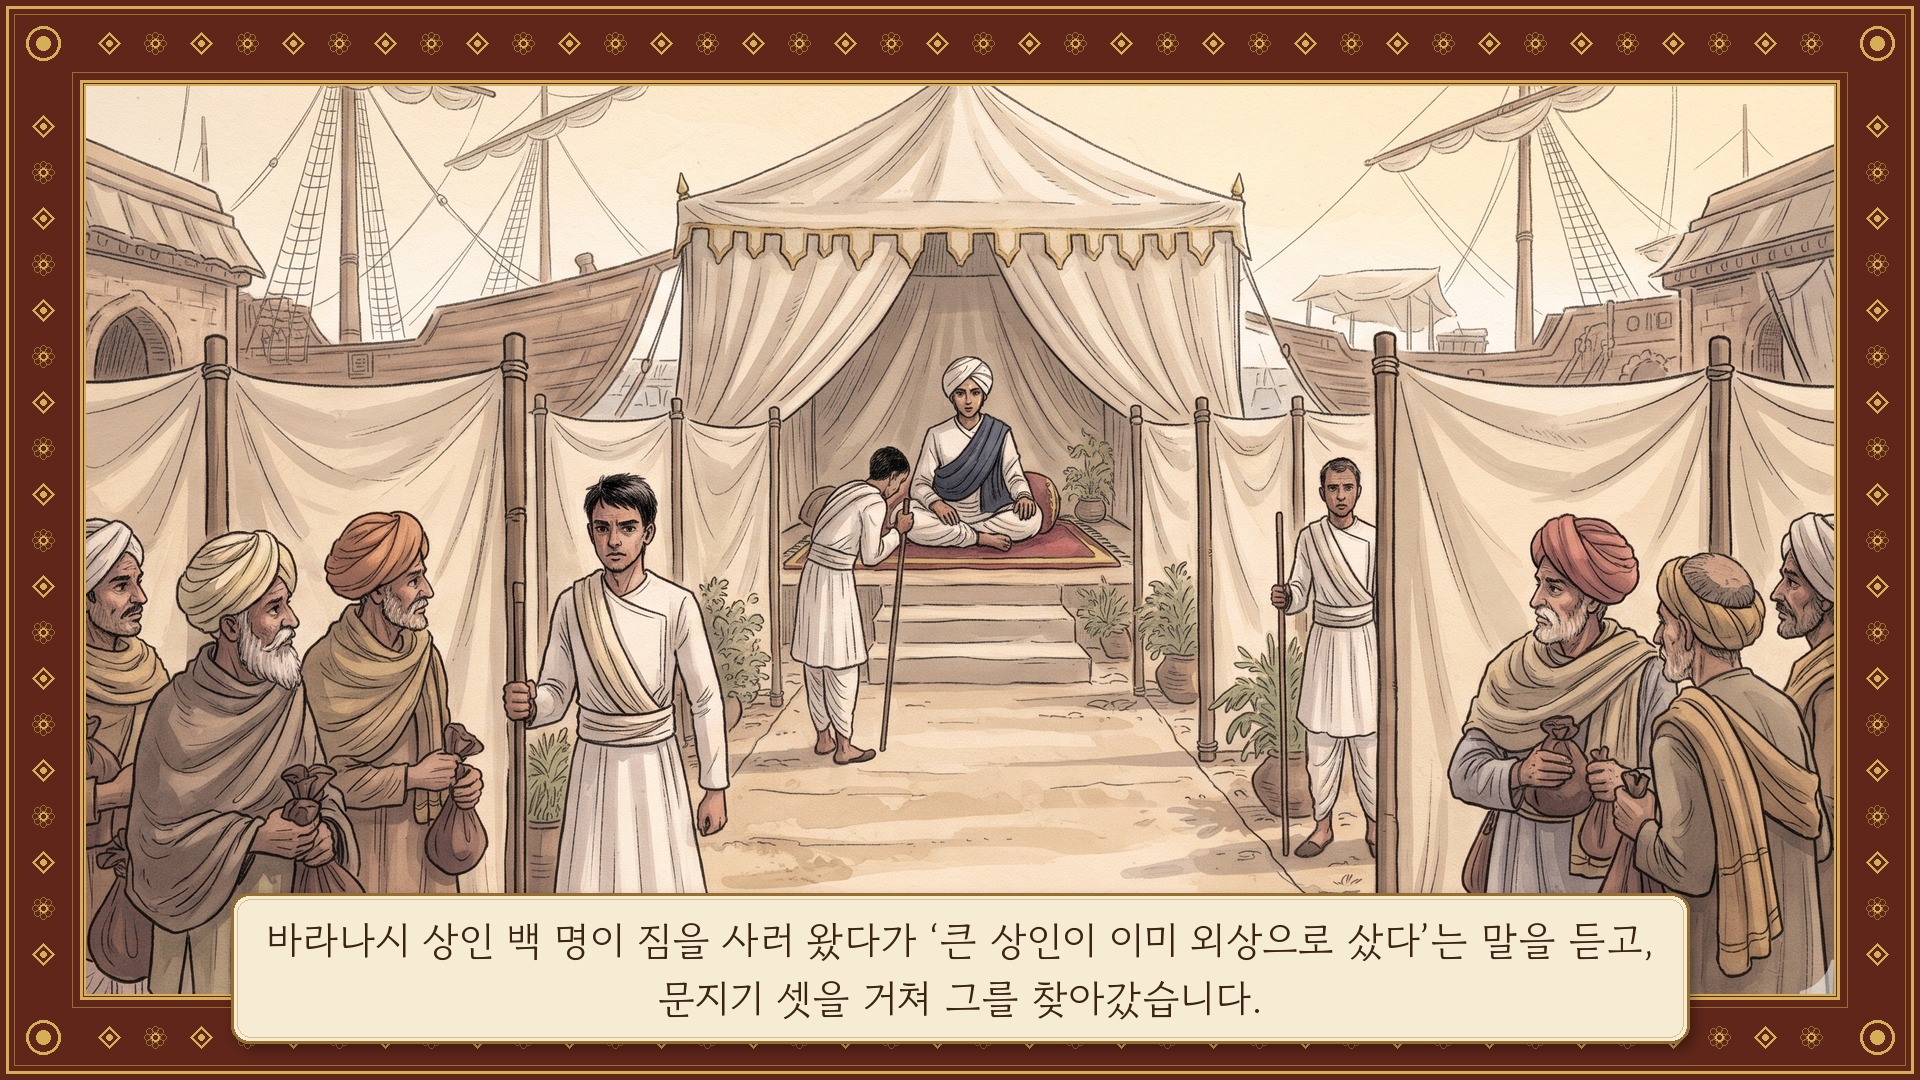 바라나시 상인 백 명이 짐을 사러 왔다가 ‘큰 상인이 이미 외상으로 샀다’는 말을 듣고,
문지기 셋을 거쳐 그를 찾아갔습니다.